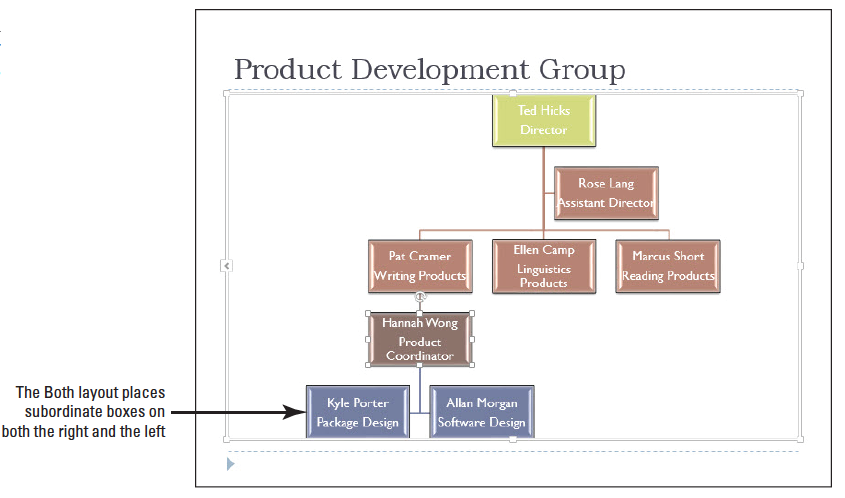 Product Development Group
Ted Hicks
Director
Rose Lang
Assistant Director
Pat Cramer
Writing Products
Ellen Camp
Linguistics
Products
Marcus Short
Reading Products
Hannah Wong
Product
Coordinator
Kyle Porter
Package Design
Allan Morgan
Software Design
The Both layout places
subordinate boxes on
both the right and the left